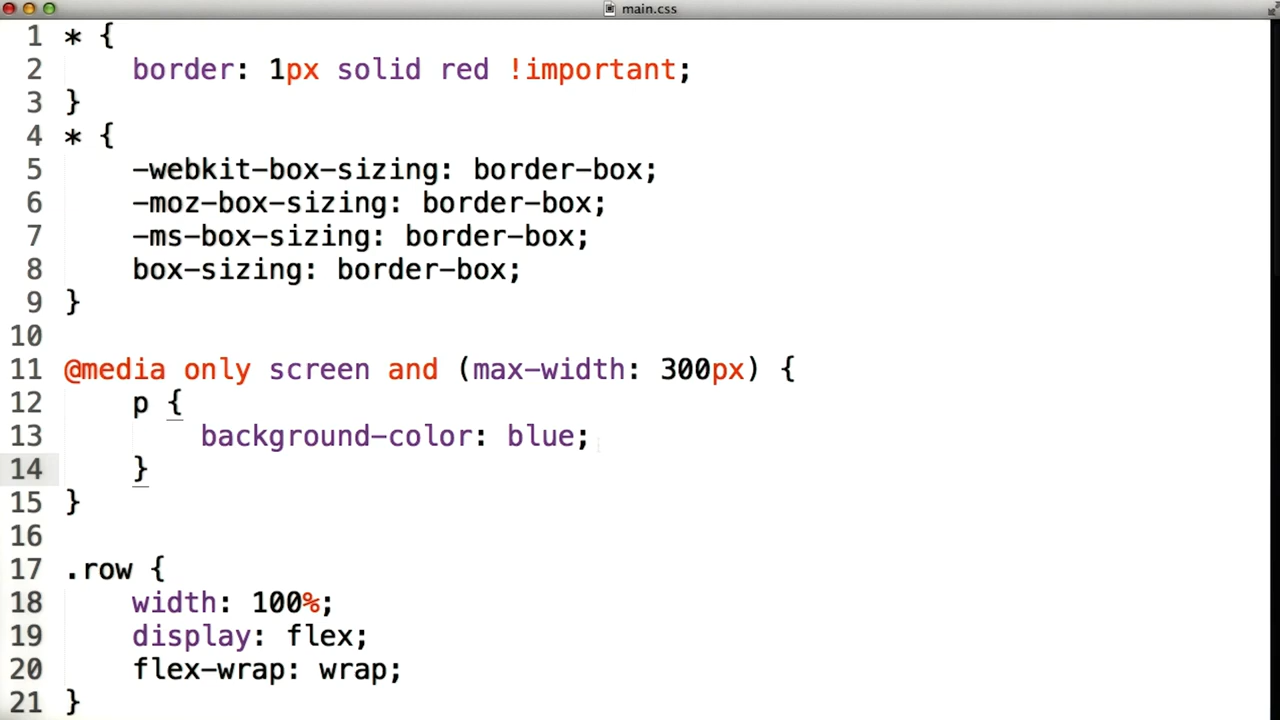 main.css
1 * {
2 border: 1px solid red !important;
3 }
4 * {
5 -webkit-box-sizing: border-box;
6 -moz-box-sizing: border-box;
7 -ms-box-sizing: border-box;
8 box-sizing: border-box;
9 }
10
11 @media only screen and (max-width: 300px) {
12 p {
13 background-color: blue;
14 }
15 }
16
17 .row {
18 width: 100%;
19 display: flex;
20 flex-wrap: wrap;
21 }